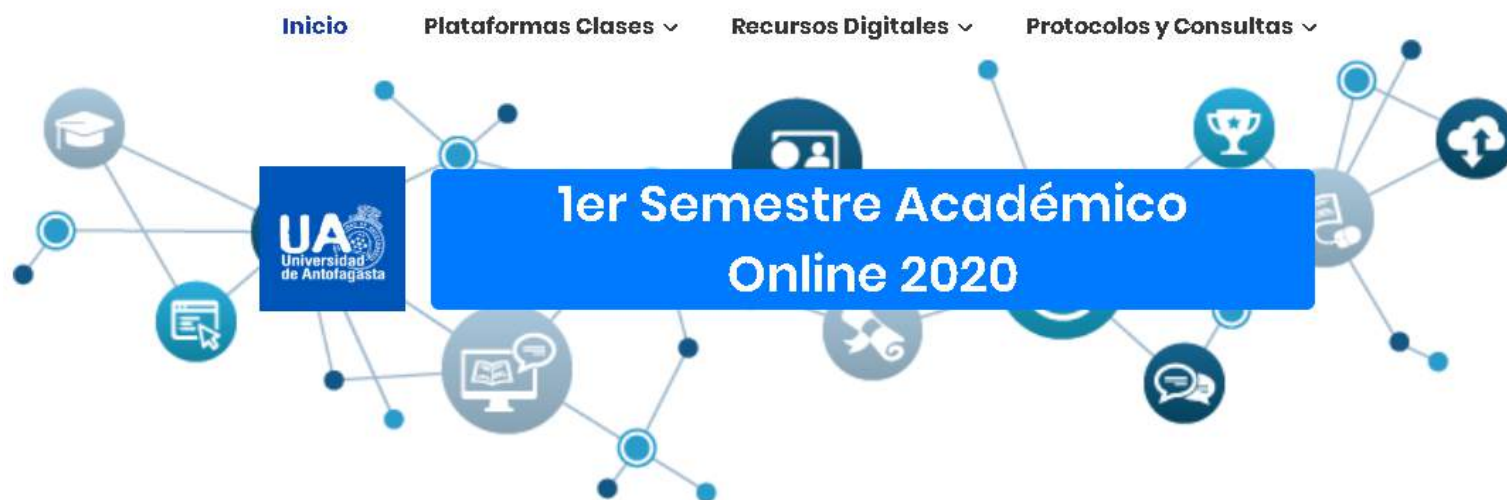 Inicio Plataformas Clases Recursos Digitales Protocolos y Consultas
UA
Universidad
de Antofagasta
1er Semestre Académico
Online 2020